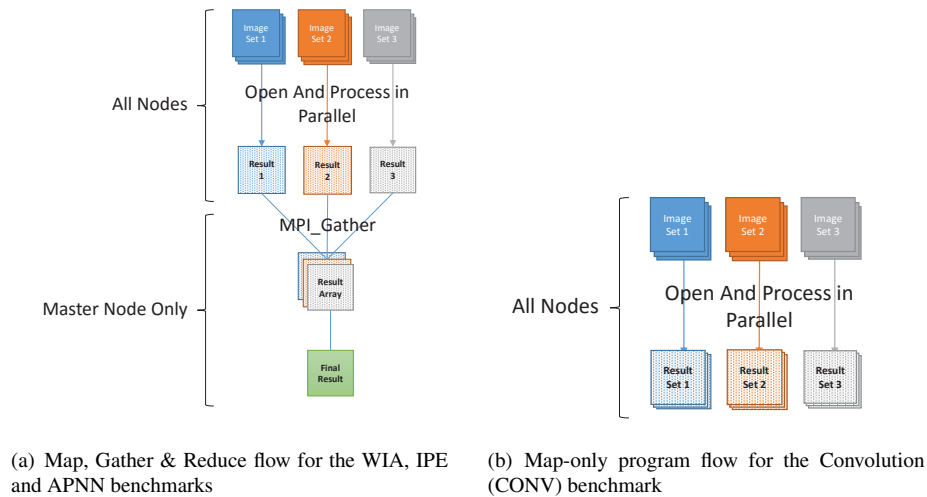 Image
Set 1
Image
Set 2
Image
Set 3
All Nodes
Open And Process in
Parallel
Result
1
Result
2
Result
3
MPI_Gather
Master Node Only
Result
Array
Final
Result
(a) Map, Gather & Reduce flow for the WIA, IPE
and APNN benchmarks
Image
Set 1
Image
Set 2
Image
Set 3
All Nodes
Open And Process in
Parallel
Result
Set 1
Result
Set 2
Result
Set 3
(b) Map-only program flow for the Convolution
(CONV) benchmark